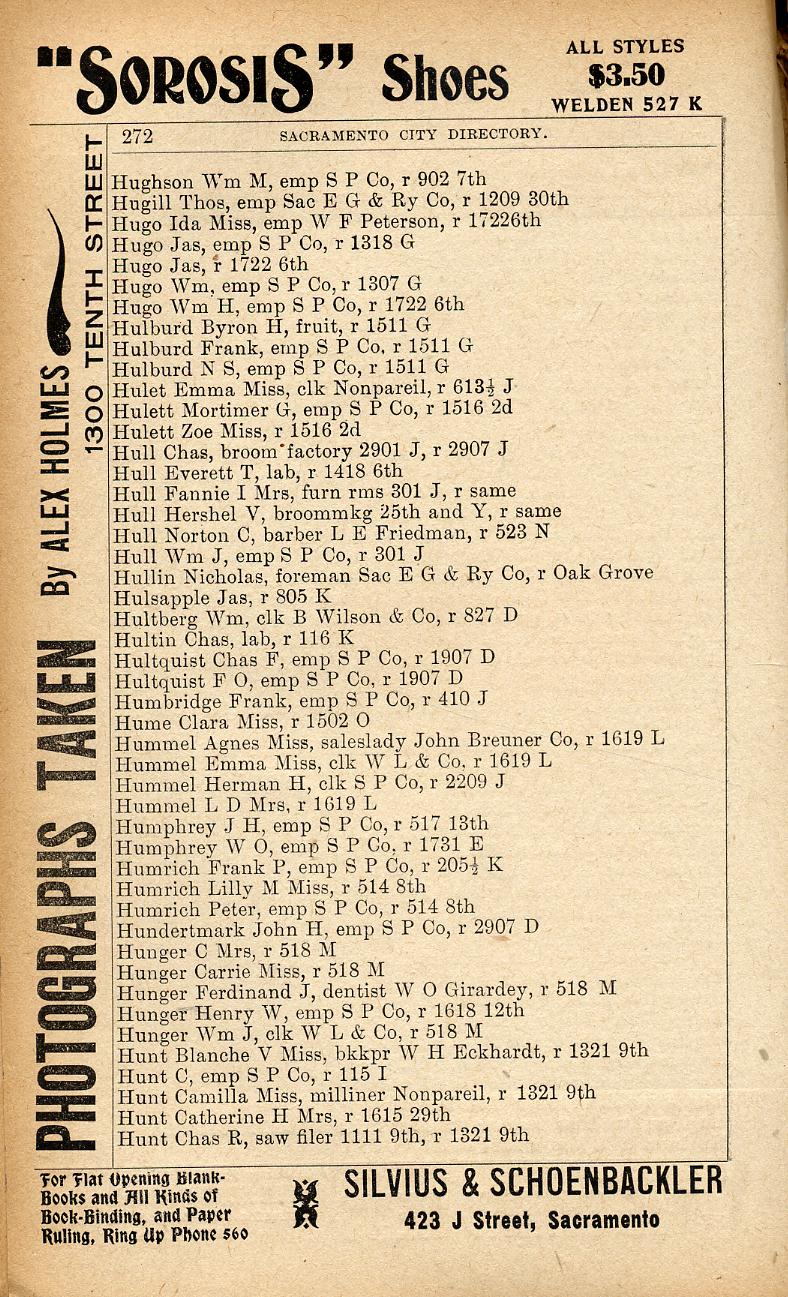 "SOROSIS" Shoes
ALL STYLES
$3.50
WELDEN 527 K
PHOTOGRAPHS TAKEN By ALEX HOLMES
1300 TENTH STREET
272 SACRAMENTO CITY DIRECTORY.
Hughson Wm M, emp S P Co, r 902 7th
Hugill Thos, emp Sac E G & Ry Co, r 1209 30th
Hugo Ida Miss, emp W F Peterson, r 17226th
Hugo Jas, emp S P Co, r 1318 G
Hugo Jas, r 1722 6th
Hugo Wm, emp S P Co, r 1307 G
Hugo Wm H, emp S P Co, r 1722 6th
Hulburd Byron H, fruit, r 1511 G
Hulburd Frank, emp S P Co, r 1511 G
Hulburd N S, emp S P Co, r 1511 G
Hulet Emma Miss, clk Nonpareil, r 613½ J
Hulett Mortimer G, emp S P Co, r 1516 2d
Hulett Zoe Miss, r 1516 2d
Hull Chas, broom factory 2901 J, r 2907 J
Hull Everett T, lab, r 1418 6th
Hull Fannie I Mrs, furn rms 301 J, r same
Hull Hershel V, broommkg 25th and Y, r same
Hull Norton C, barber L E Friedman, r 523 N
Hull Wm J, emp S P Co, r 301 J
Hullin Nicholas, foreman Sac E G & Ry Co, r Oak Grove
Hulsapple Jas, r 805 K
Hultberg Wm, clk B Wilson & Co, r 827 D
Hultin Chas, lab, r 116 K
Hultquist Chas F, emp S P Co, r 1907 D
Hultquist F O, emp S P Co, r 1907 D
Humbridge Frank, emp S P Co, r 410 J
Hume Clara Miss, r 1502 O
Hummel Agnes Miss, saleslady John Breuner Co, r 1619 L
Hummel Emma Miss, clk W L & Co, r 1619 L
Hummel Herman H, clk S P Co, r 2209 J
Hummel L D Mrs, r 1619 L
Humphrey J H, emp S P Co, r 517 13th
Humphrey W O, emp S P Co, r 1731 E
Humrich Frank P, emp S P Co, r 205½ K
Humrich Lilly M Miss, r 514 8th
Humrich Peter, emp S P Co, r 514 8th
Hundertmark John H, emp S P Co, r 2907 D
Hunger C Mrs, r 518 M
Hunger Carrie Miss, r 518 M
Hunger Ferdinand J, dentist W O Girardey, r 518 M
Hunger Henry W, emp S P Co, r 1618 12th
Hunger Wm J, clk W L & Co, r 518 M
Hunt Blanche V Miss, bkkpr W H Eckhardt, r 1321 9th
Hunt C, emp S P Co, r 115 I
Hunt Camilla Miss, milliner Nonpareil, r 1321 9th
Hunt Catherine H Mrs, r 1615 29th
Hunt Chas R, saw filer 1111 9th, r 1321 9th
For Flat Opening Blank-
Books and All Kinds of
Book-Binding, and Paper
Ruling, Ring Up Phone 560
SILVIUS & SCHOENBACKLER
423 J Street, Sacramento